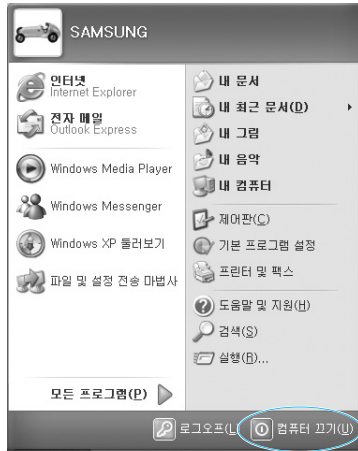 SAMSUNG
인터넷
Internet Explorer
전자 메일
Outlook Express
Windows Media Player
Windows Messenger
Windows XP 둘러보기
파일 및 설정 전송 마법사
모든 프로그램(P)
내 문서
내 최근 문서(D)
내 그림
내 음악
내 컴퓨터
제어판(C)
기본 프로그램 설정
프린터 및 팩스
도움말 및 지원(H)
검색(S)
실행(R)...
로그오프(L)
컴퓨터 끄기(U)